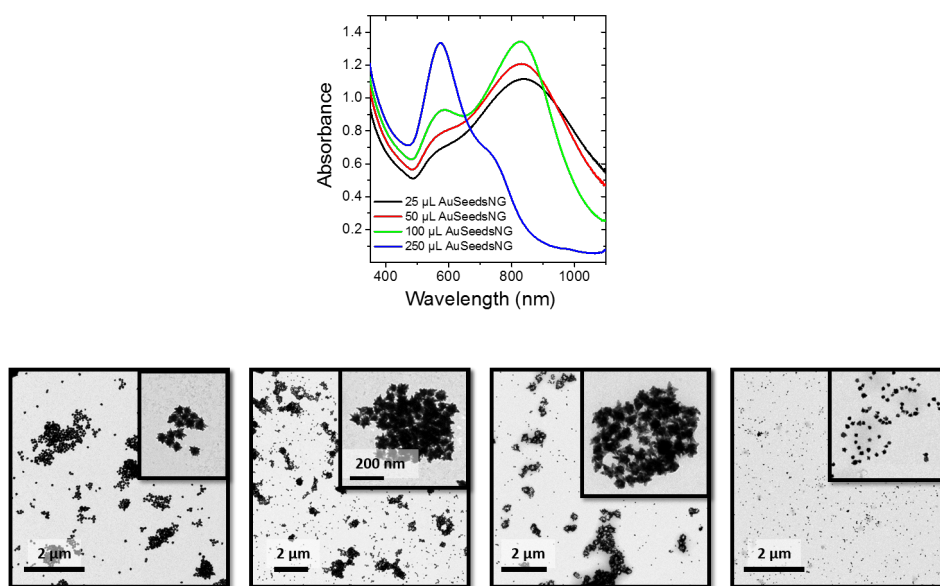 1.4
1.2
1.0
0.8
0.6
0.4
0.2
Absorbance
25 µL AuSeedsNG
50 µL AuSeedsNG
100 µL AuSeedsNG
250 µL AuSeedsNG
400 600 800 1000
Wavelength (nm)
200 nm
2 µm
2 µm
2 µm
2 µm